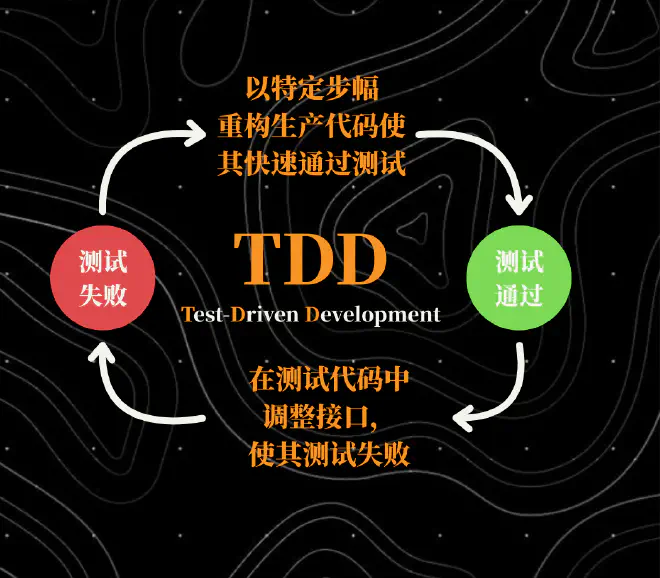 以特定步幅
重构生产代码使
其快速通过测试
测试
失败
TDD
Test-Driven Development
测试
通过
在测试代码中
调整接口,
使其测试失败